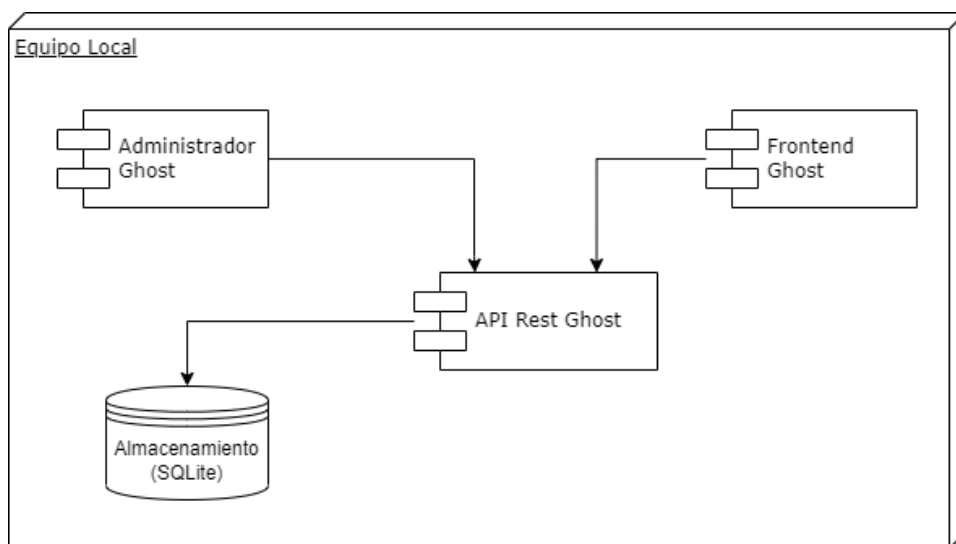 Equipo Local
Administrador
Ghost
Frontend
Ghost
API Rest Ghost
Almacenamiento
(SQLite)